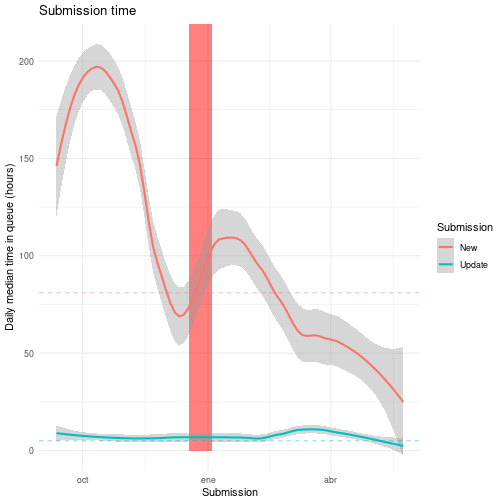 Submission time
Daily median time in queue (hours)
200
150
100
50
0
oct
ene
abr
Submission
Submission
New
Update